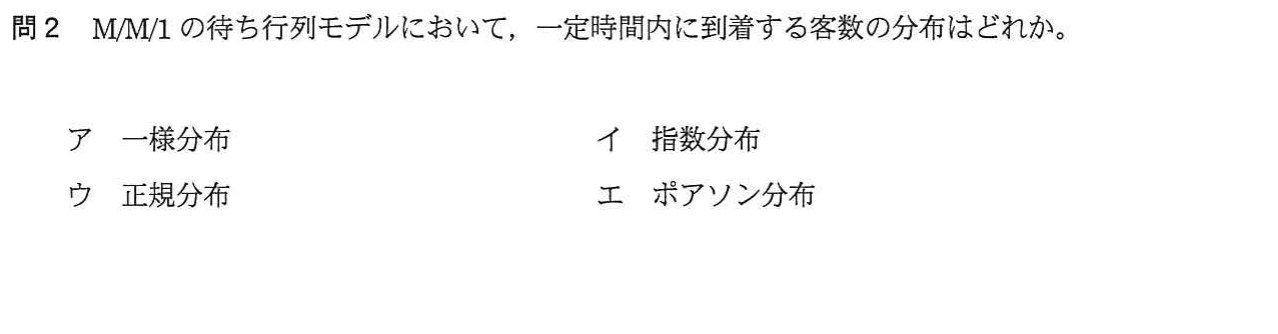 問2 M/M/1の待ち行列モデルにおいて，一定時間内に到着する客数の分布はどれか。
ア 一様分布 イ 指数分布
ウ 正規分布 エ ポアソン分布